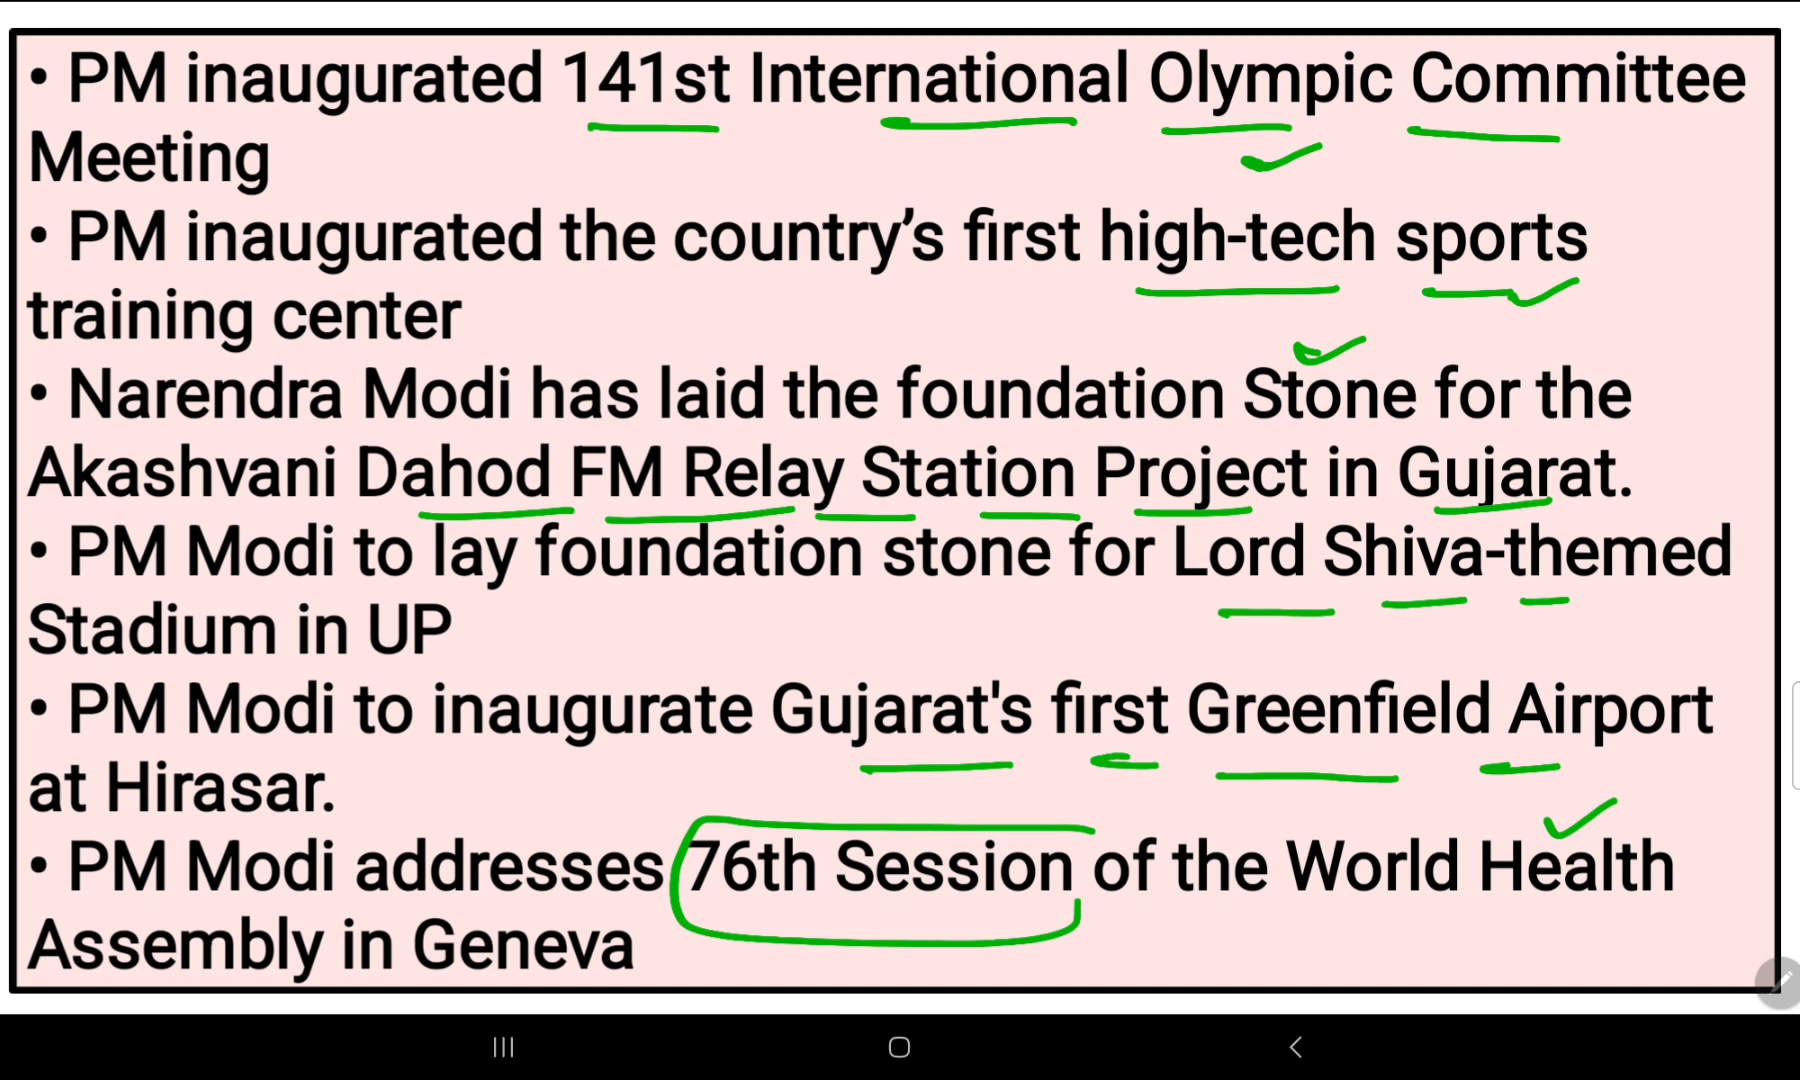 • PM inaugurated 141st International Olympic Committee
Meeting
• PM inaugurated the country’s first high-tech sports
training center
• Narendra Modi has laid the foundation Stone for the
Akashvani Dahod FM Relay Station Project in Gujarat.
• PM Modi to lay foundation stone for Lord Shiva-themed
Stadium in UP
• PM Modi to inaugurate Gujarat's first Greenfield Airport
at Hirasar.
• PM Modi addresses 76th Session of the World Health
Assembly in Geneva